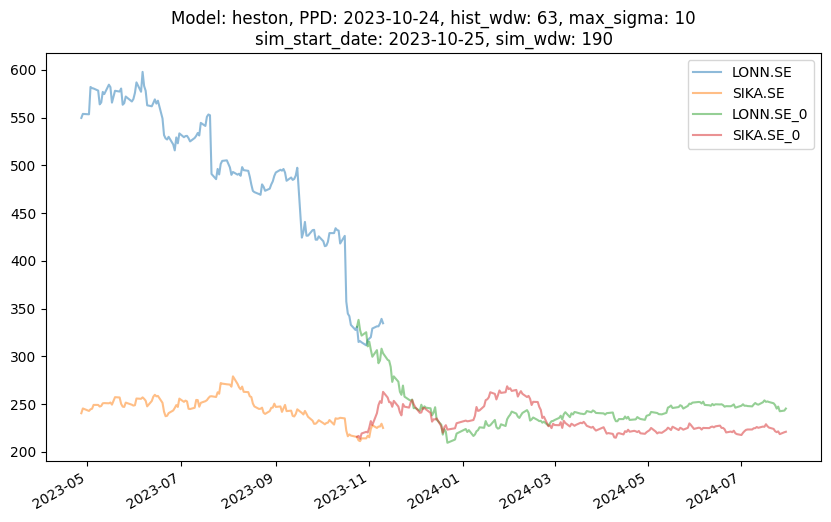 Model: heston, PPD: 2023-10-24, hist_wdw: 63, max_sigma: 10
sim_start_date: 2023-10-25, sim_wdw: 190
LONN.SE
SIKA.SE
LONN.SE_0
SIKA.SE_0
600
550
500
450
400
350
300
250
200
2023-05
2023-07
2023-09
2023-11
2024-01
2024-03
2024-05
2024-07